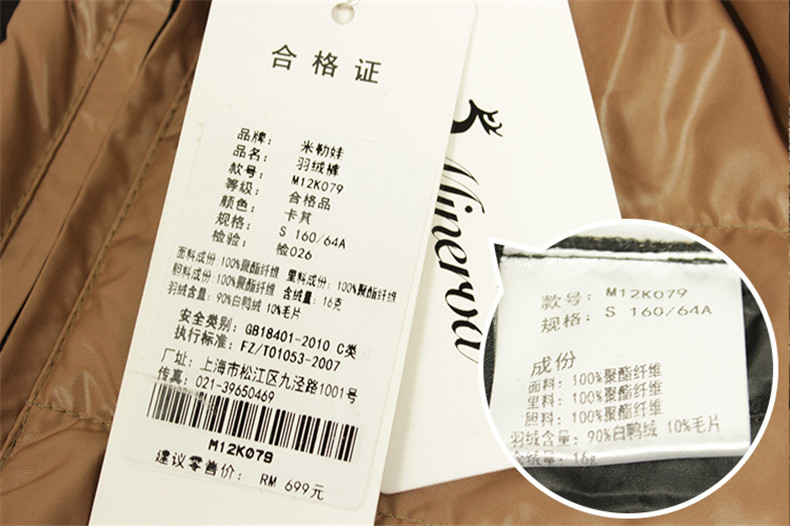 合格证
品牌： 米勒娃
品名： 羽绒裤
款号： M12K079
等级： 合格品
颜色： 卡其
规格： S 160/64A
检验： 检026
面料成份：100%聚酯纤维 里料成份：100%聚酯纤维
胆料成份：100%聚酯纤维 含绒量：16克
羽绒含量：90%白鸭绒 10%毛片
安全类别：GB18401-2010 C类
执行标准：FZ/T01053-2007
厂址：上海市松江区九泾路1001号
传真：021-39650469
M12K079
建议零售价： RM 699元
Minerva
款号：M12K079
规格：S 160/64A
成份
面料：100%聚酯纤维
里料：100%聚酯纤维
胆料：100%聚酯纤维
羽绒含量：90%白鸭绒 10%毛片
含绒量：16g